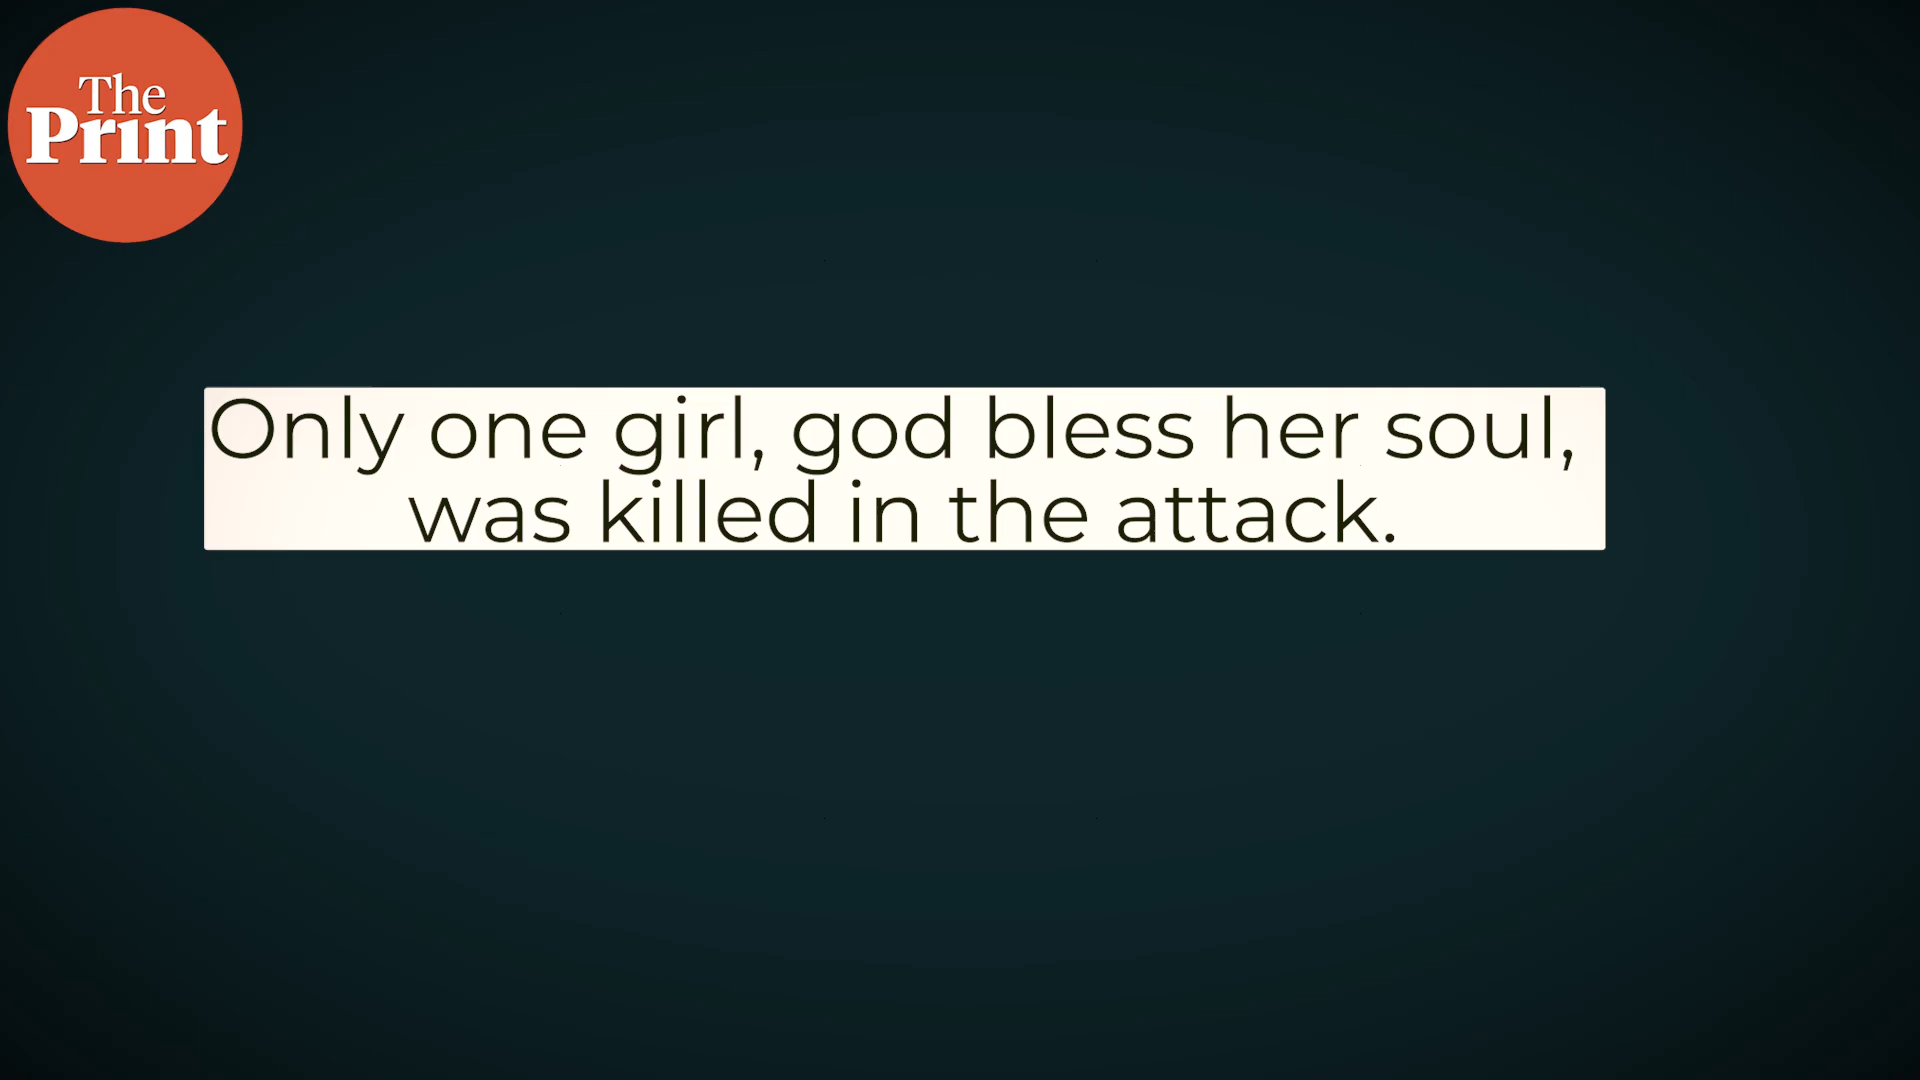 The
Print
Only one girl, god bless her soul,
was killed in the attack.